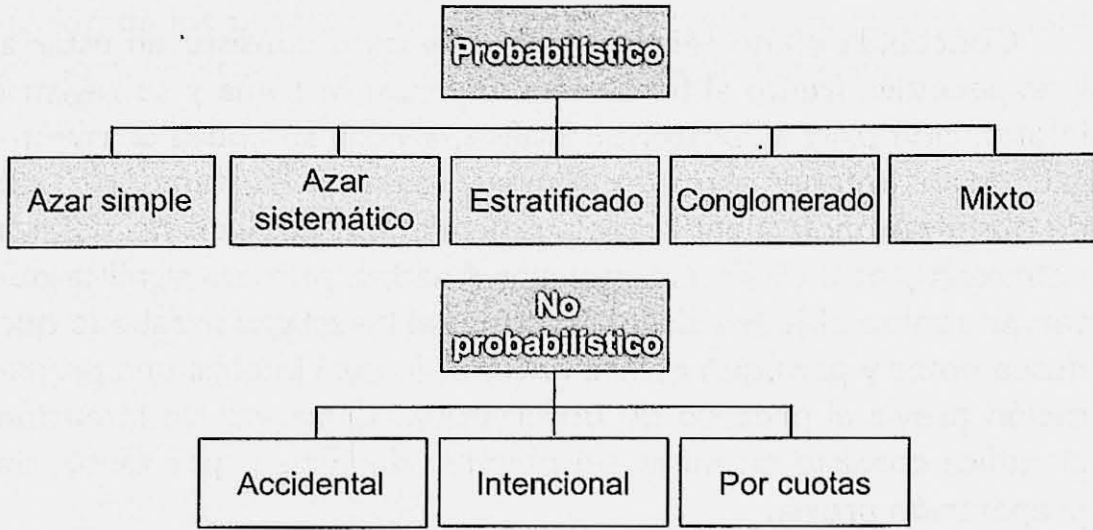 Probabilístico
Azar simple
Azar
sistemático
Estratificado
Conglomerado
Mixto
No
probabilístico
Accidental
Intencional
Por cuotas